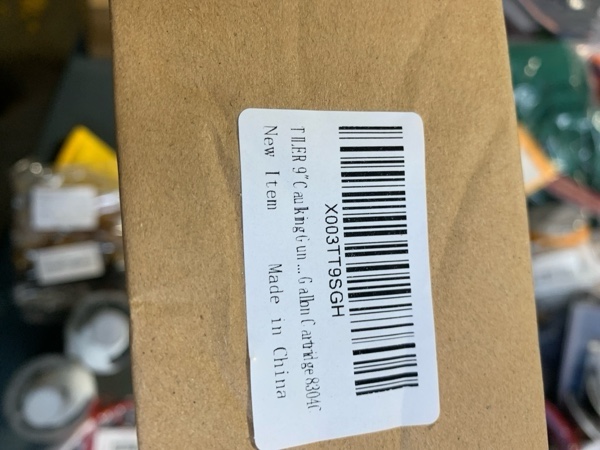 X003TT9SGH
TILER 9"Caulking Gun ... Gallon Cartridge 8304C
New Item Made in China